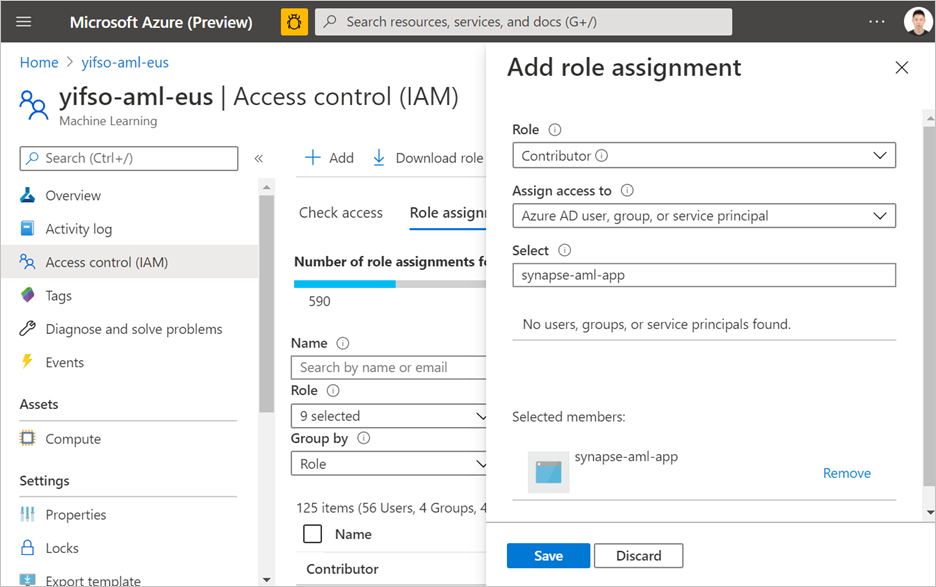 Microsoft Azure (Preview)
Search resources, services, and docs (G+/)
Home > yifso-aml-eus
yifso-aml-eus | Access control (IAM)
Machine Learning
Search (Ctrl+/)
«
Overview
Activity log
Access control (IAM)
Tags
Diagnose and solve problems
Events
Assets
Compute
Settings
Properties
Locks
Export template
Add
Download role
Check access
Role assignn
Number of role assignments fo
590
Name
Search by name or email
Role
9 selected
Group by
Role
125 items (56 Users, 4 Groups, 4
Name
Contributor
Add role assignment
Role
Contributor
Assign access to
Azure AD user, group, or service principal
Select
synapse-aml-app
No users, groups, or service principals found.
Selected members:
synapse-aml-app
Remove
Save
Discard